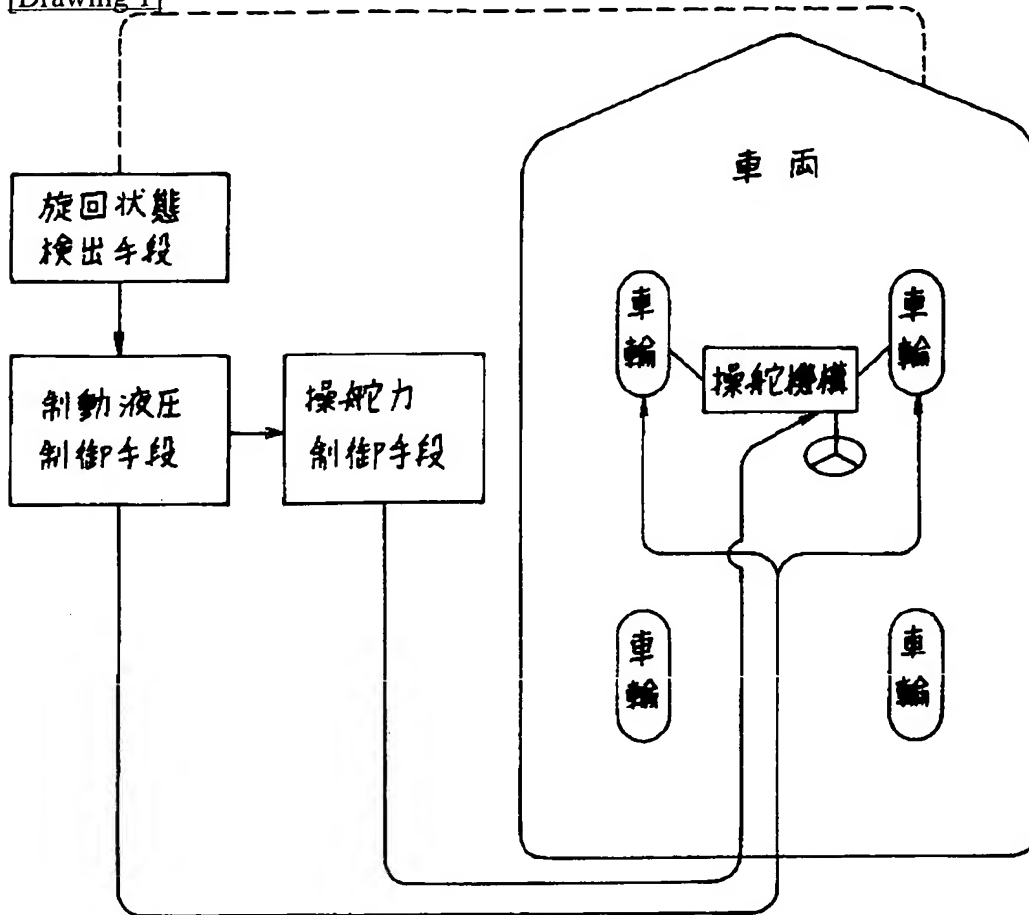 [Drawing 1]
車両
旋回状態
検出手段
車輪
車輪
操舵機構
制動液圧
制御手段
操舵力
制御手段
車輪
車輪